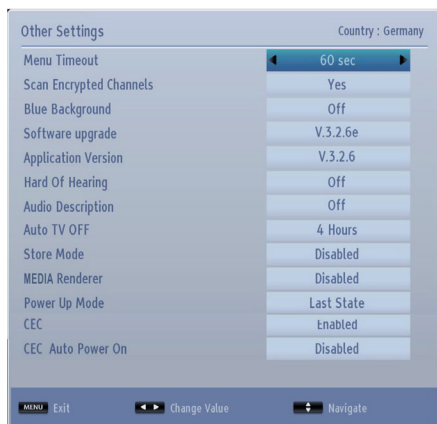 Other Settings Country : Germany
Menu Timeout 60 sec
Scan Encrypted Channels Yes
Blue Background Off
Software upgrade V.3.2.6e
Application Version V.3.2.6
Hard Of Hearing Off
Audio Description Off
Auto TV OFF 4 Hours
Store Mode Disabled
MEDIA Renderer Disabled
Power Up Mode Last State
CEC Enabled
CEC Auto Power On Disabled
MENU Exit Change Value Navigate